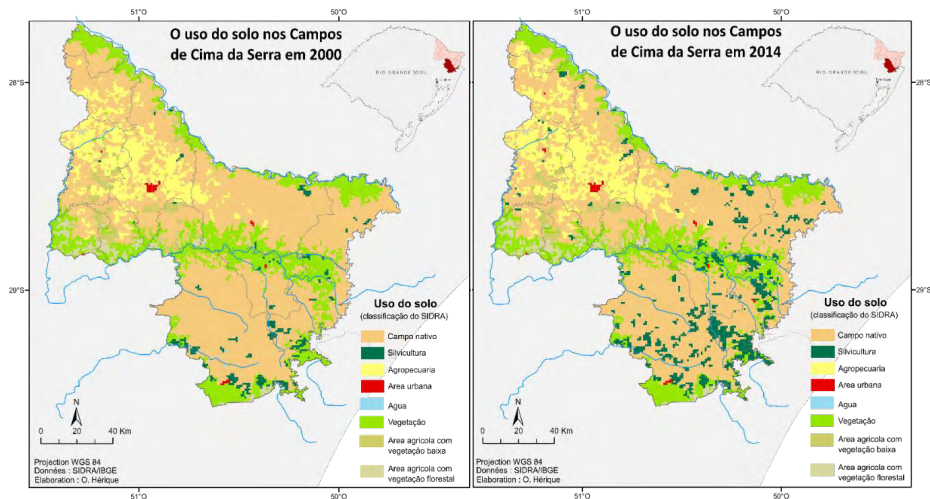 51°O
50°O
O uso do solo nos Campos
de Cima da Serra em 2000
28°S
RIO GRANDE DO SUL
29°S
Uso do solo
(classificação do SIDRA)
Campo nativo
Silvicultura
Agropecuaria
Area urbana
Agua
Vegetação
Area agricola com
vegetação baixa
Area agricola com
vegetação florestal
N
0 20 40 Km
Projection WGS 84
Données : SIDRA/IBGE
Elaboration : O. Hérique
51°O
50°O
51°O
50°O
O uso do solo nos Campos
de Cima da Serra em 2014
28°S
RIO GRANDE DO SUL
29°S
Uso do solo
(classificação do SIDRA)
Campo nativo
Silvicultura
Agropecuaria
Area urbana
Agua
Vegetação
Area agricola com
vegetação baixa
Area agricola com
vegetação florestal
N
0 20 40 Km
Projection WGS 84
Données : SIDRA/IBGE
Elaboration : O. Hérique
51°O
50°O